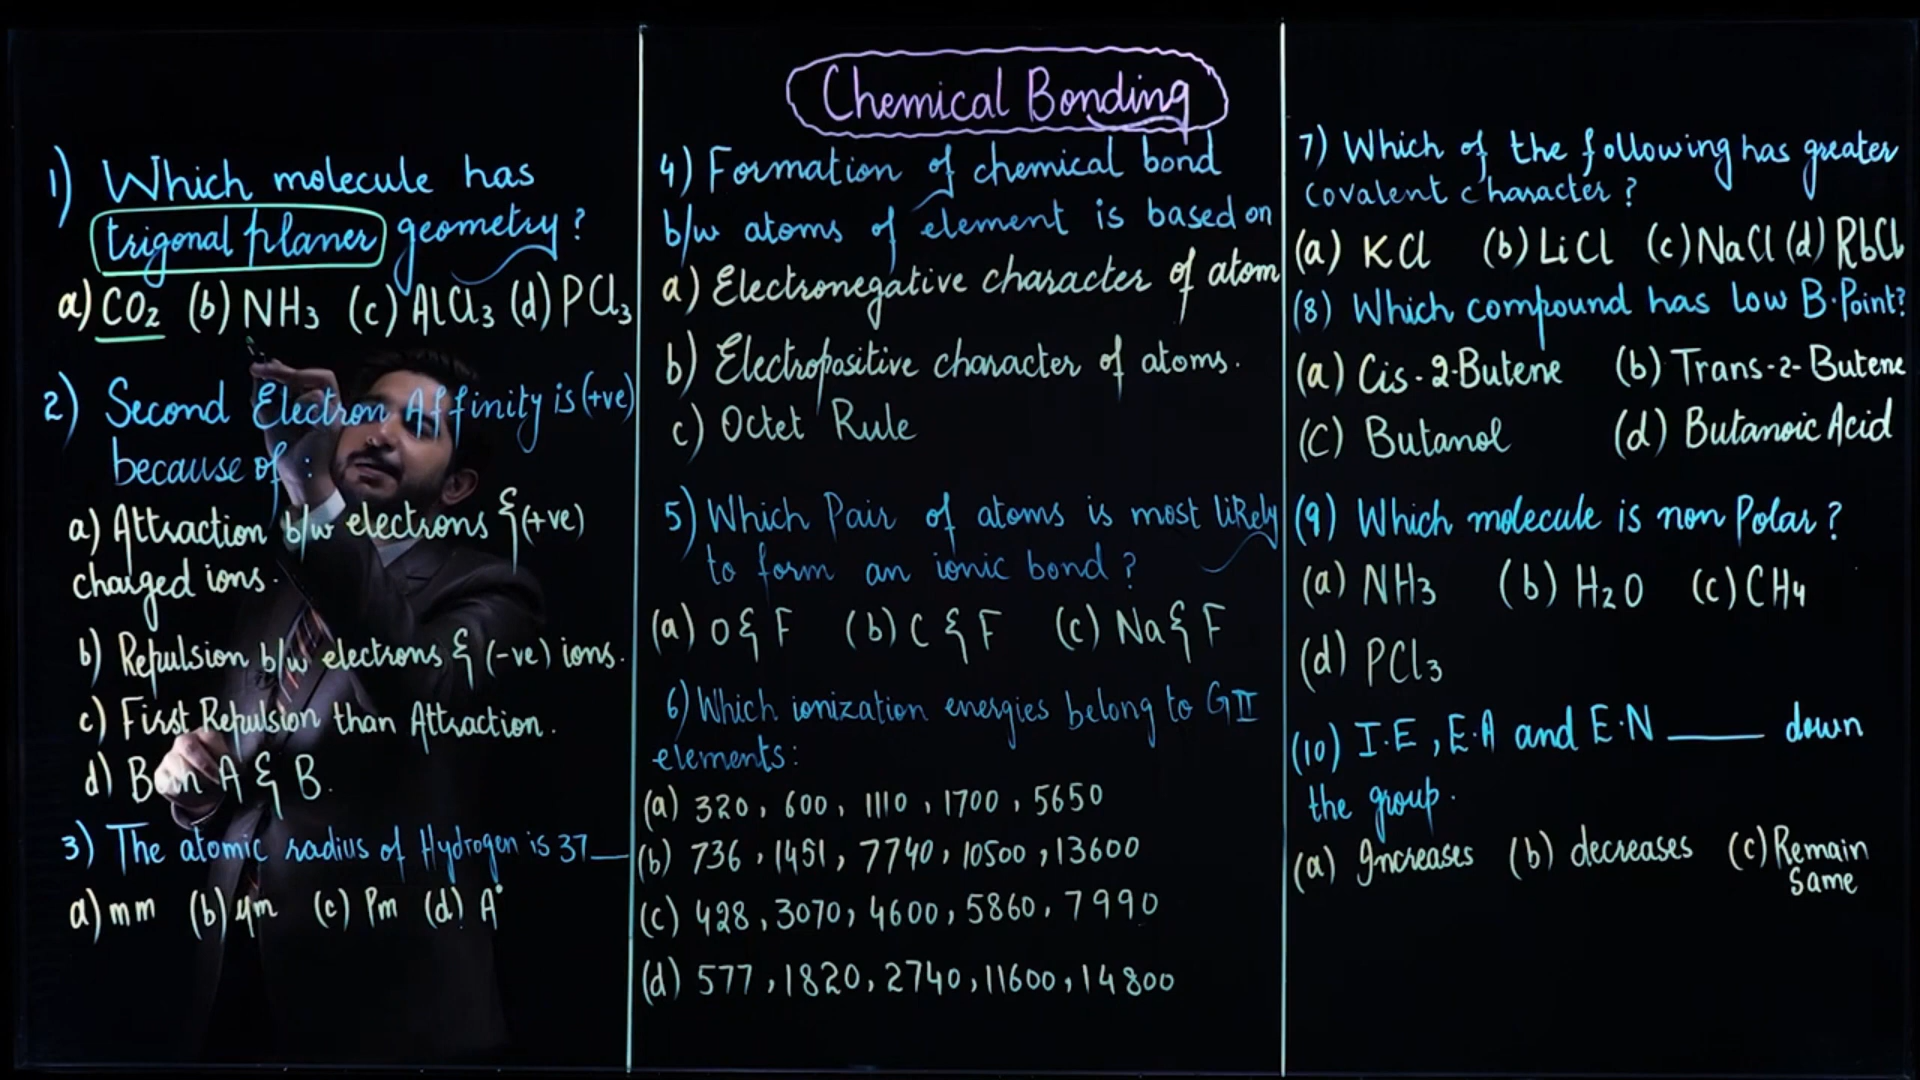 Chemical Bonding
1) Which molecule has
trigonal planer geometry?
a) CO2 (b) NH3 (c) AlCl3 (d) PCl3
2) Second Electron Affinity is (+ve)
because of :
a) Attraction b/w electrons & (+ve)
charged ions.
b) Repulsion b/w electrons & (-ve) ions.
c) First Repulsion than Attraction.
d) Both A & B.
3) The atomic radius of Hydrogen is 37__
a) mm (b) μm (c) Pm (d) A°
4) Formation of chemical bond
b/w atoms of element is based on
a) Electronegative character of atom
b) Electropositive character of atoms.
c) Octet Rule
5) Which Pair of atoms is most likely
to form an ionic bond ?
(a) O & F (b) C & F (c) Na & F
6) Which ionization energies belong to GII
elements:
(a) 320, 600, 1110, 1700, 5650
(b) 736, 1451, 7740, 10500, 13600
(c) 428, 3070, 4600, 5860, 7990
(d) 577, 1820, 2740, 11600, 14800
7) Which of the following has greater
covalent character ?
(a) KCl (b) LiCl (c) NaCl (d) RbCl
(8) Which compound has low B.Point?
(a) Cis-2-Butene (b) Trans-2-Butene
(C) Butanol (d) Butanoic Acid
(9) Which molecule is non Polar?
(a) NH3 (b) H2O (c) CH4
(d) PCl3
(10) I.E, E.A and E.N ____ down
the group.
(a) Increases (b) decreases (c) Remain
Same